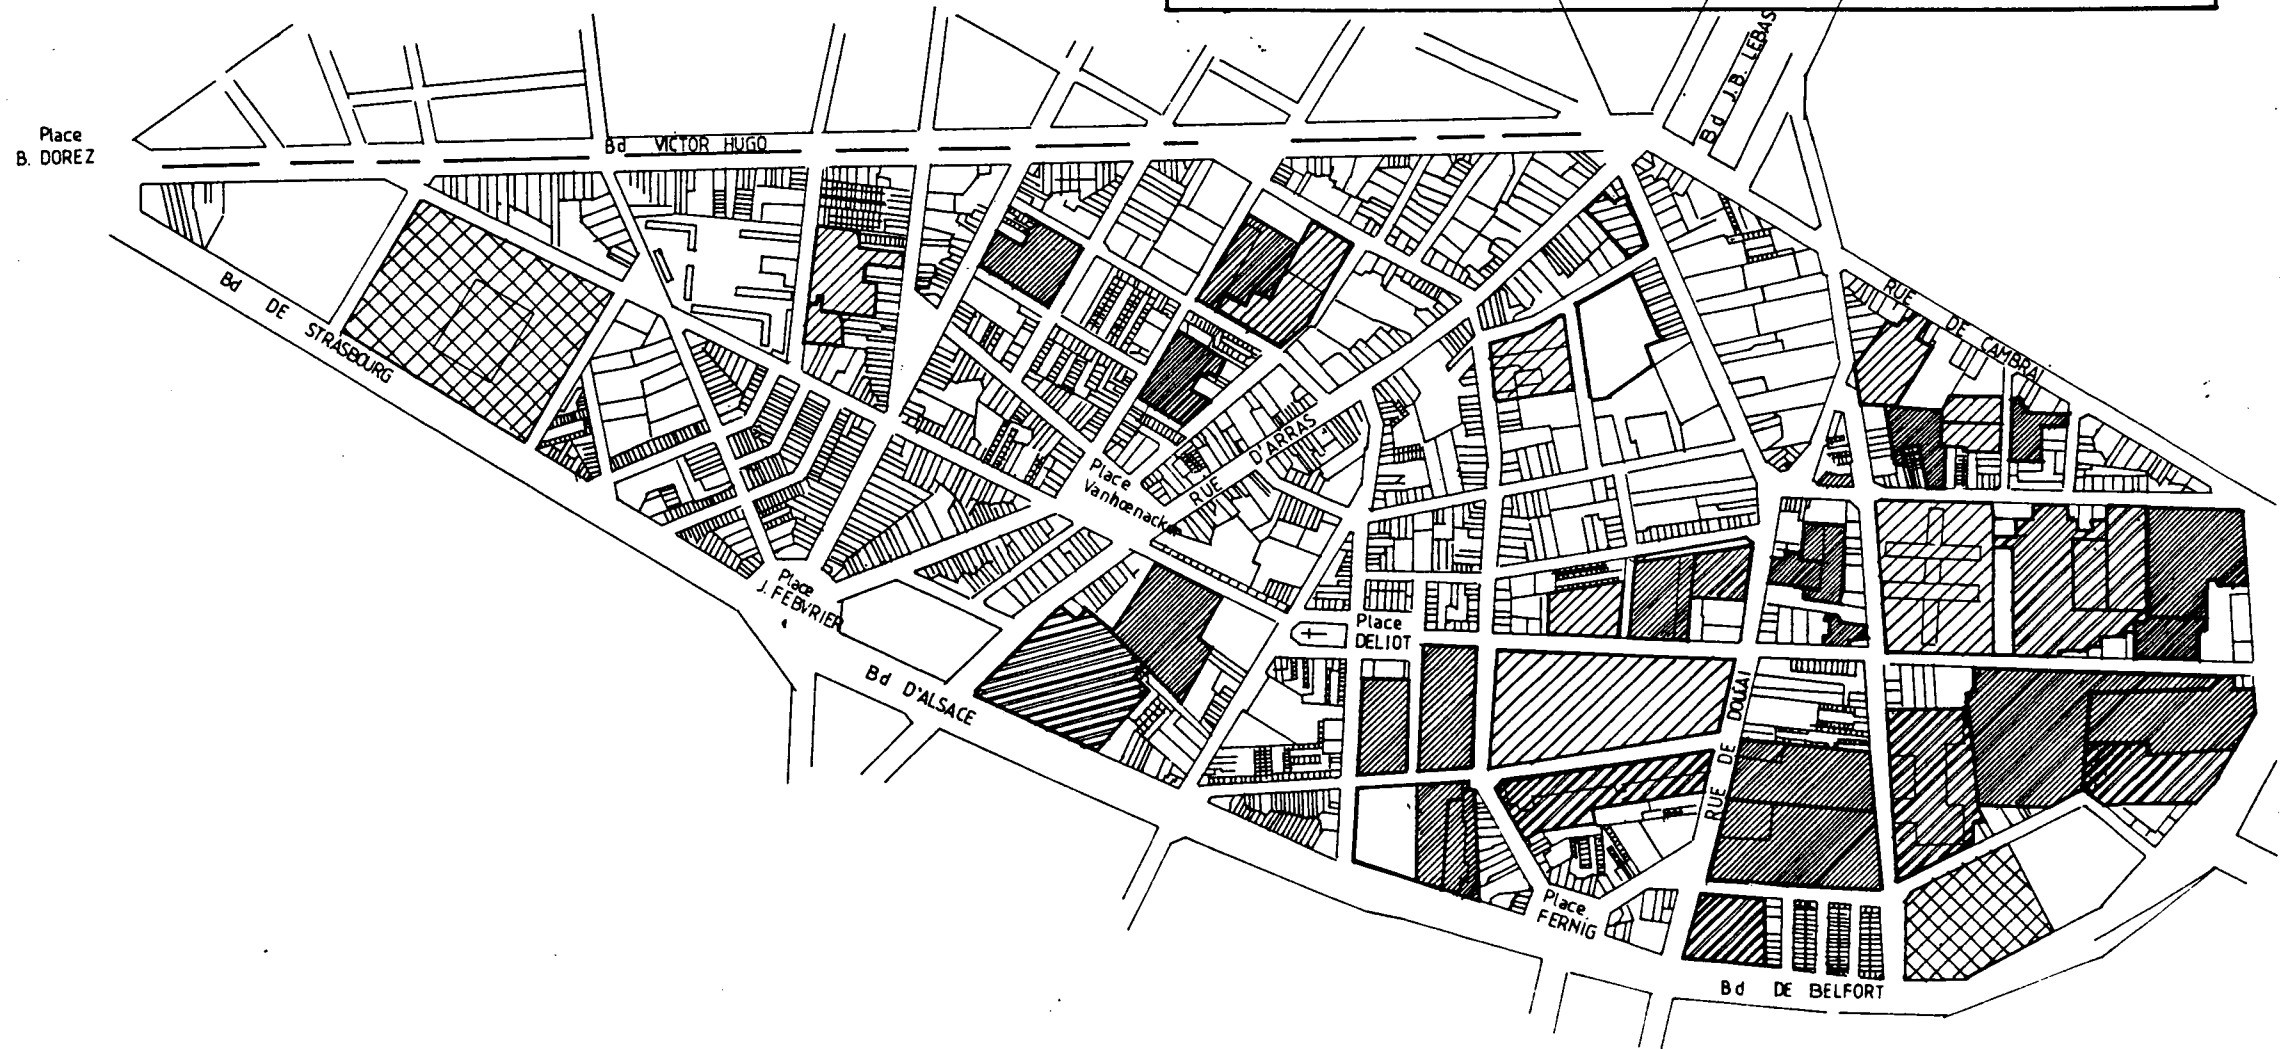 Bd J.B. LEBAS
Place
B. DOREZ
Bd VICTOR HUGO
Bd DE STRASBOURG
RUE DE CAMBRAI
RUE D'ARRAS
Place
Vanhœnacker
Place
J. FEBVRIER
Place
DELIOT
Bd D'ALSACE
RUE DE DOUAI
Place
FERNIG
Bd DE BELFORT